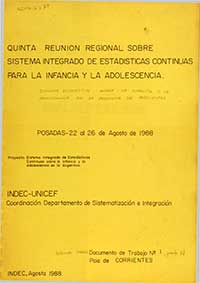 QUINTA REUNION REGIONAL SOBRE
SISTEMA INTEGRADO DE ESTADISTICAS CONTINUAS
PARA LA INFANCIA Y LA ADOLESCENCIA.
POSADAS-22 al 26 de Agosto de 1988
Proyecto: Sistema Integrado de Estadísticas
Continuas sobre la Infancia y la
Adolescencia en la Argentina
INDEC-UNICEF
Coordinación Departamento de Sistematización e Integración
Documento de Trabajo Nº 1
Pcia de CORRIENTES
INDEC, Agosto 1988